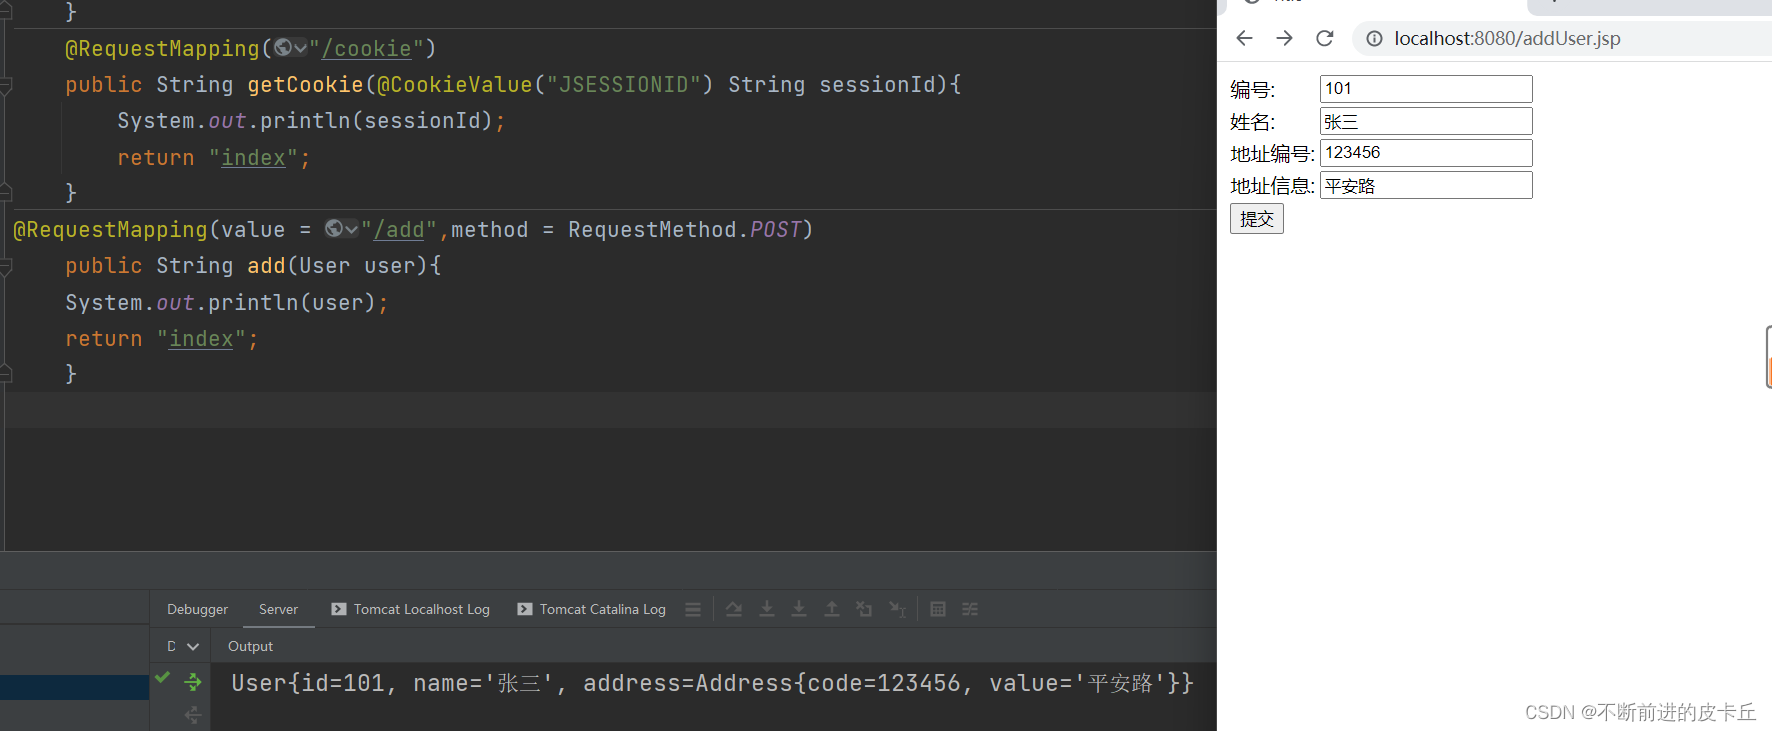 }
@RequestMapping("/cookie")
public String getCookie(@CookieValue("JSESSIONID") String sessionId){
System.out.println(sessionId);
return "index";
}
@RequestMapping(value = "/add",method = RequestMethod.POST)
public String add(User user){
System.out.println(user);
return "index";
}
Debugger Server Tomcat Localhost Log Tomcat Catalina Log
D Output
User{id=101, name='张三', address=Address{code=123456, value='平安路'}}
localhost:8080/addUser.jsp
编号: 101
姓名: 张三
地址编号: 123456
地址信息: 平安路
提交
CSDN @不断前进的皮卡丘